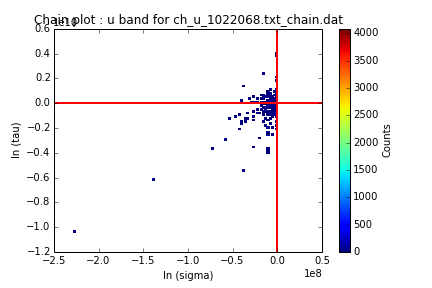 Chain plot : u band for ch_u_1022068.txt_chain.dat
1e10
0.6
0.4
0.2
0.0
−0.2
−0.4
−0.6
−0.8
−1.0
−1.2
ln (tau)
−2.5 −2.0 −1.5 −1.0 −0.5 0.0 0.5
1e8
ln (sigma)
4000
3500
3000
2500
2000
1500
1000
500
0
Counts